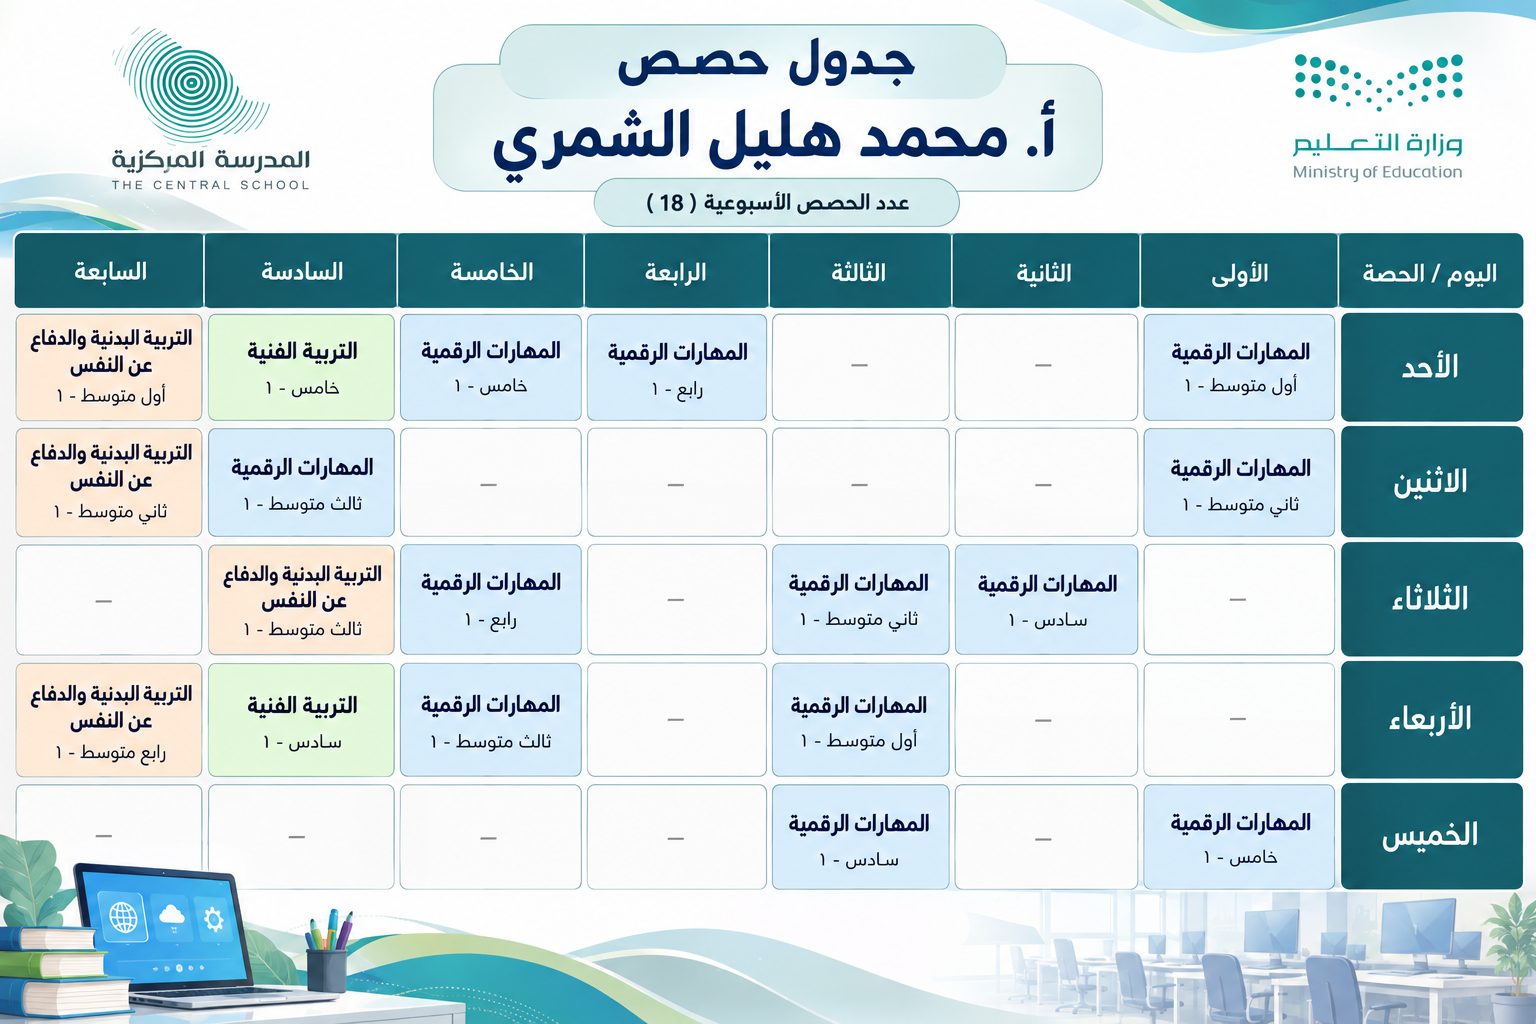 جدول حصص
أ. محمد هليل الشمري
عدد الحصص الأسبوعية ( 18 )
وزارة التعليم
Ministry of Education
المدرسة المركزية
THE CENTRAL SCHOOL
اليوم / الحصة
الأولى
الثانية
الثالثة
الرابعة
الخامسة
السادسة
السابعة
الأحد
المهارات الرقمية
أول متوسط - ١
–
–
المهارات الرقمية
رابع - ١
المهارات الرقمية
خامس - ١
التربية الفنية
خامس - ١
التربية البدنية والدفاع
عن النفس
أول متوسط - ١
الاثنين
المهارات الرقمية
ثاني متوسط - ١
–
–
–
–
المهارات الرقمية
ثالث متوسط - ١
التربية البدنية والدفاع
عن النفس
ثاني متوسط - ١
الثلاثاء
–
المهارات الرقمية
سادس - ١
المهارات الرقمية
ثاني متوسط - ١
–
المهارات الرقمية
رابع - ١
التربية البدنية والدفاع
عن النفس
ثالث متوسط - ١
–
الأربعاء
–
–
المهارات الرقمية
أول متوسط - ١
–
المهارات الرقمية
ثالث متوسط - ١
التربية الفنية
سادس - ١
التربية البدنية والدفاع
عن النفس
رابع متوسط - ١
الخميس
المهارات الرقمية
خامس - ١
–
المهارات الرقمية
سادس - ١
–
–
–
–